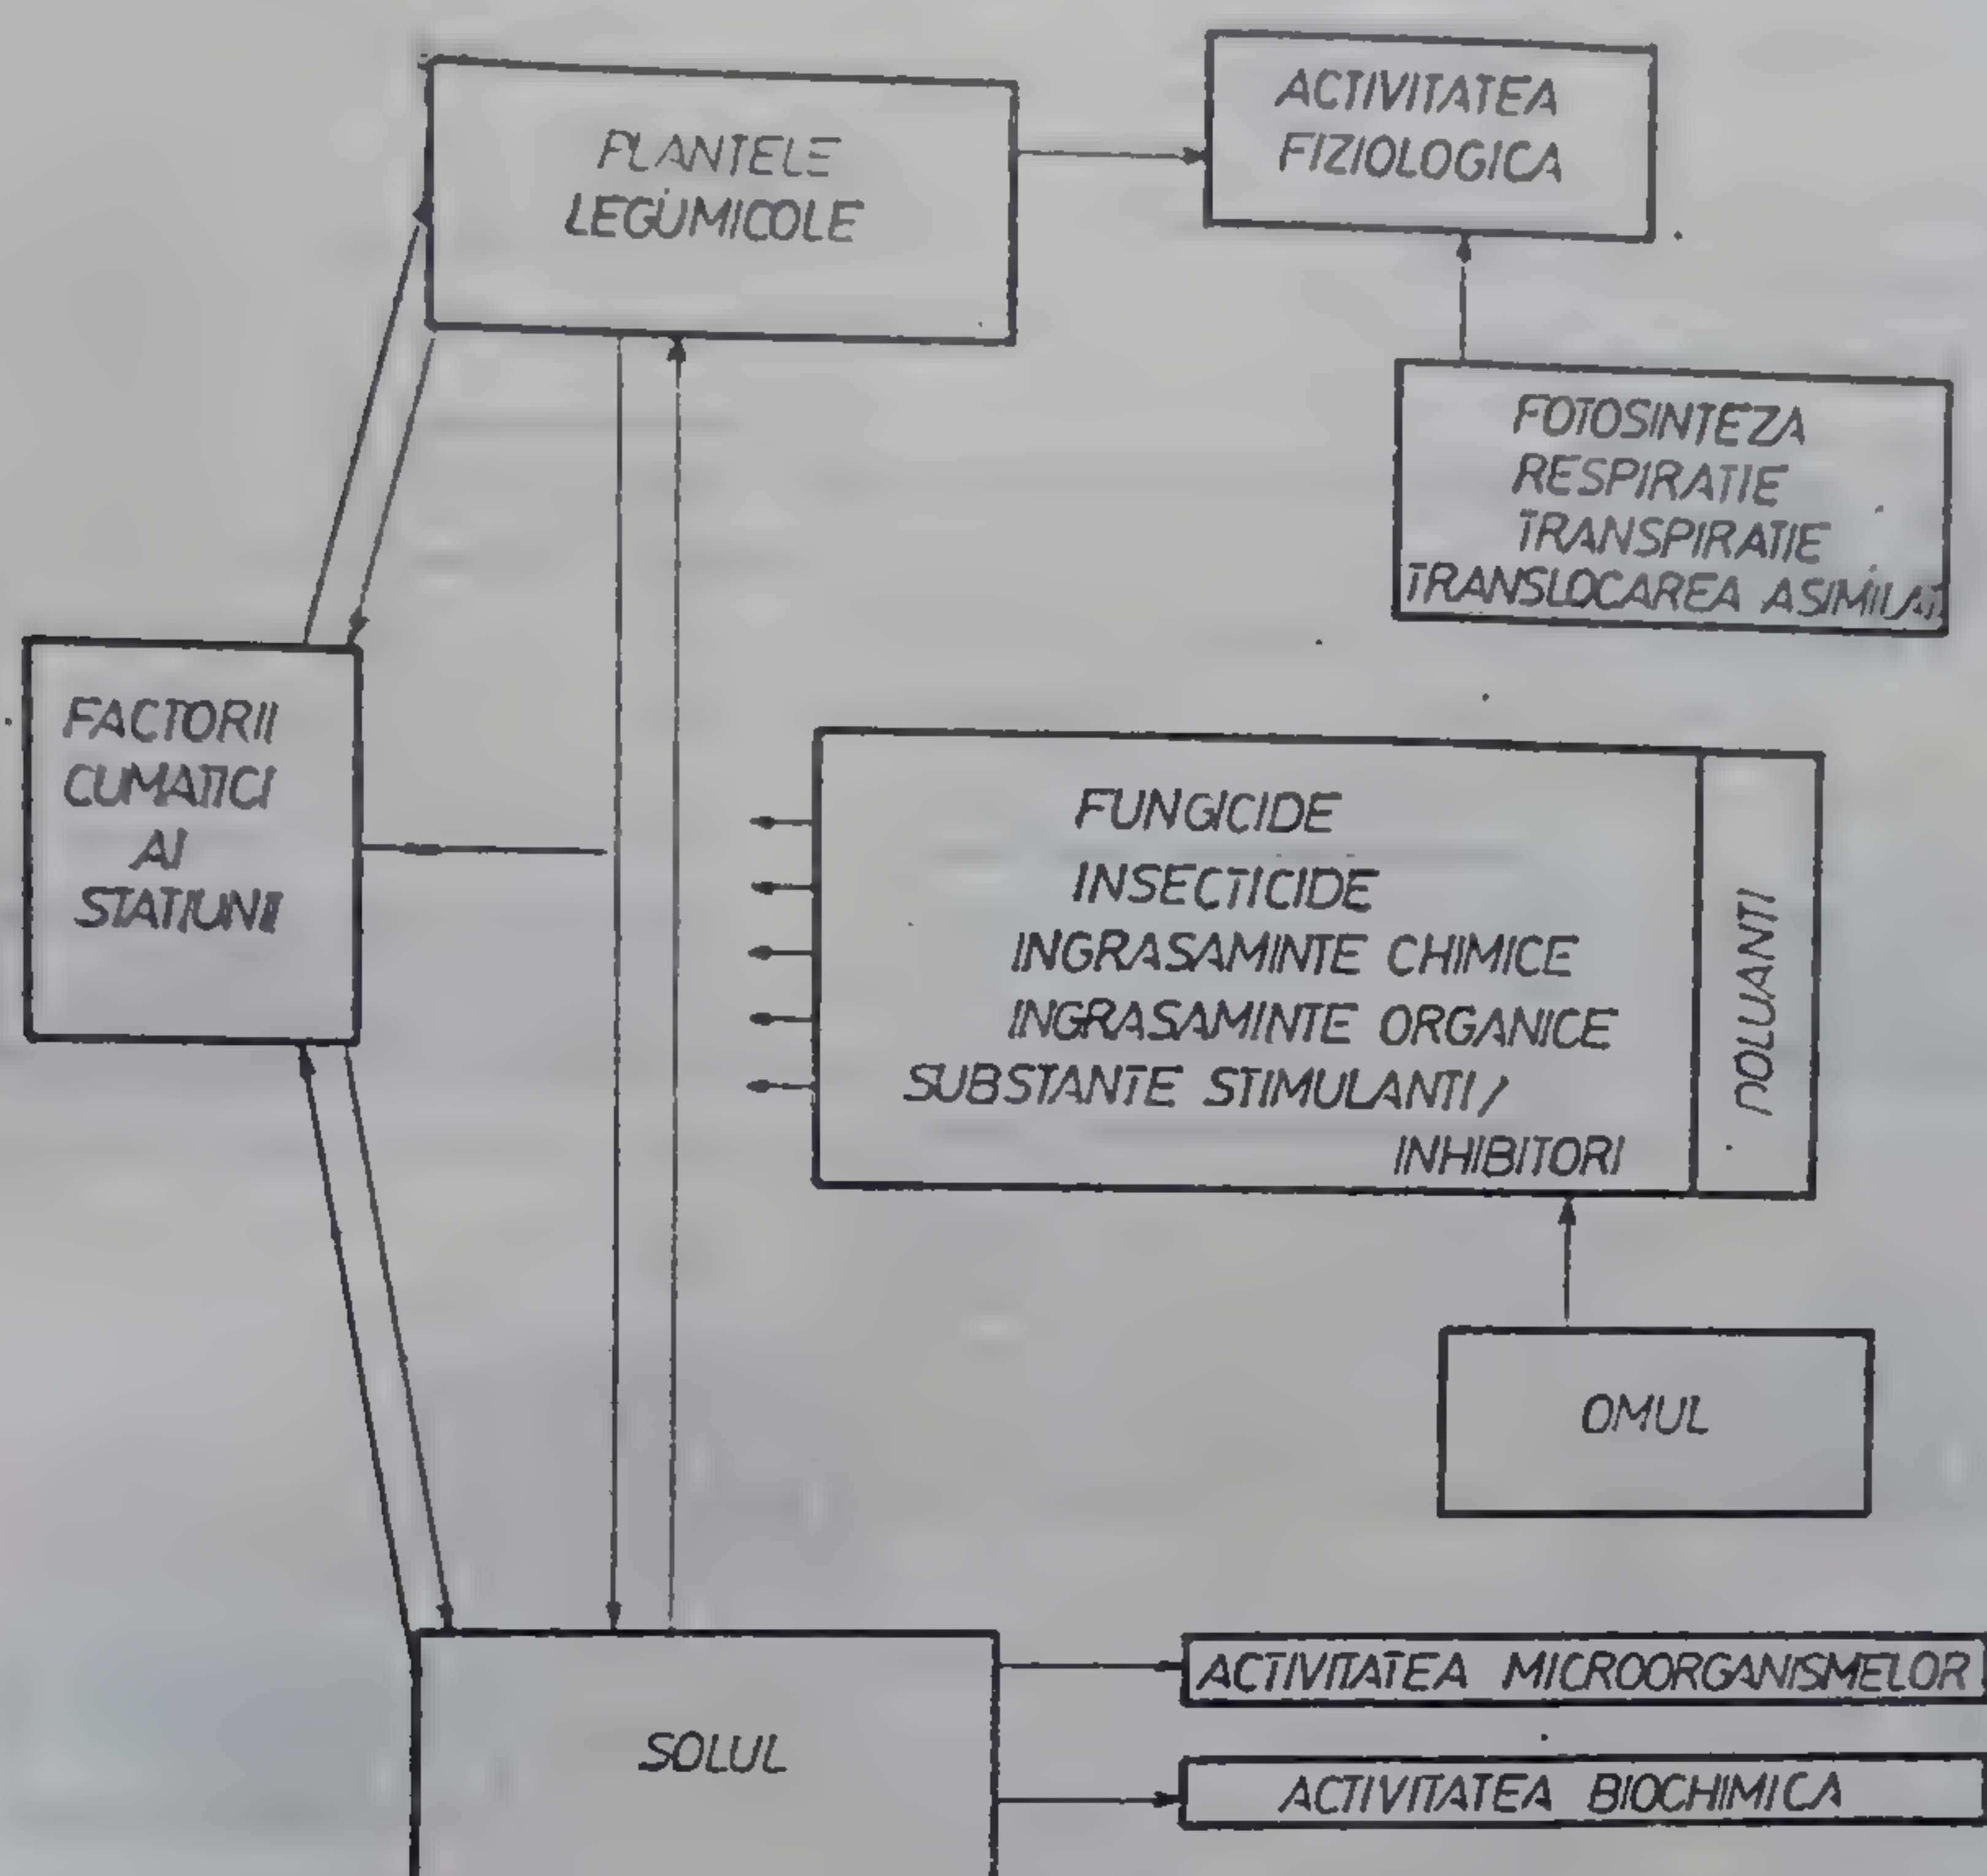 PLANTELE
LEGUMICOLE
ACTIVITATEA
FIZIOLOGICA
FOTOSINTEZA
RESPIRATIE
TRANSPIRATIE
TRANSLOCAREA ASIMILAT.
FACTORII
CLIMATICI
AI
STATIUNII
FUNGICIDE
INSECTICIDE
INGRASAMINTE CHIMICE
INGRASAMINTE ORGANICE
SUBSTANTE STIMULANTI/
INHIBITORI
POLUANTI
OMUL
SOLUL
ACTIVITATEA MICROORGANISMELOR
ACTIVITATEA BIOCHIMICA